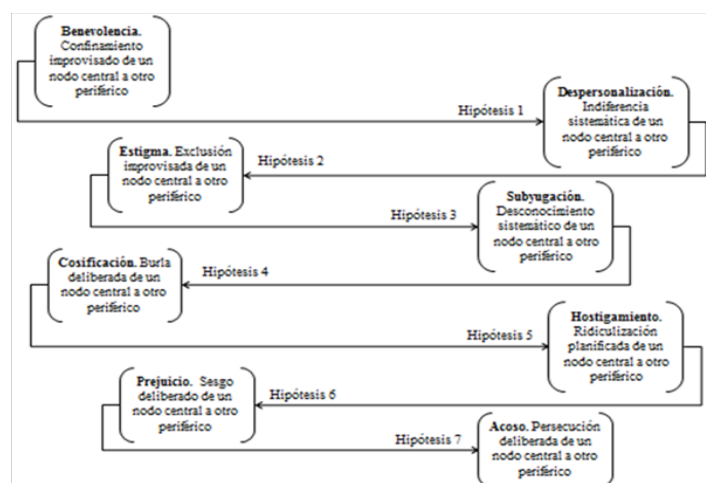 Benevolencia.
Confinamiento
improvisado de un
nodo central a otro
periférico
Hipótesis 1
Despersonalización.
Indiferencia
sistemática de un
nodo central a otro
periférico
Estigma. Exclusión
improvisada de un
nodo central a otro
periférico
Hipótesis 2
Subyugación.
Desconocimiento
sistemático de un
nodo central a otro
periférico
Hipótesis 3
Cosificación. Burla
deliberada de un
nodo central a otro
periférico
Hipótesis 4
Hostigamiento.
Ridiculización
planificada de un
nodo central a otro
periférico
Hipótesis 5
Prejuicio. Sesgo
deliberado de un
nodo central a otro
periférico
Hipótesis 6
Acoso. Persecución
deliberada de un
nodo central a otro
periférico
Hipótesis 7